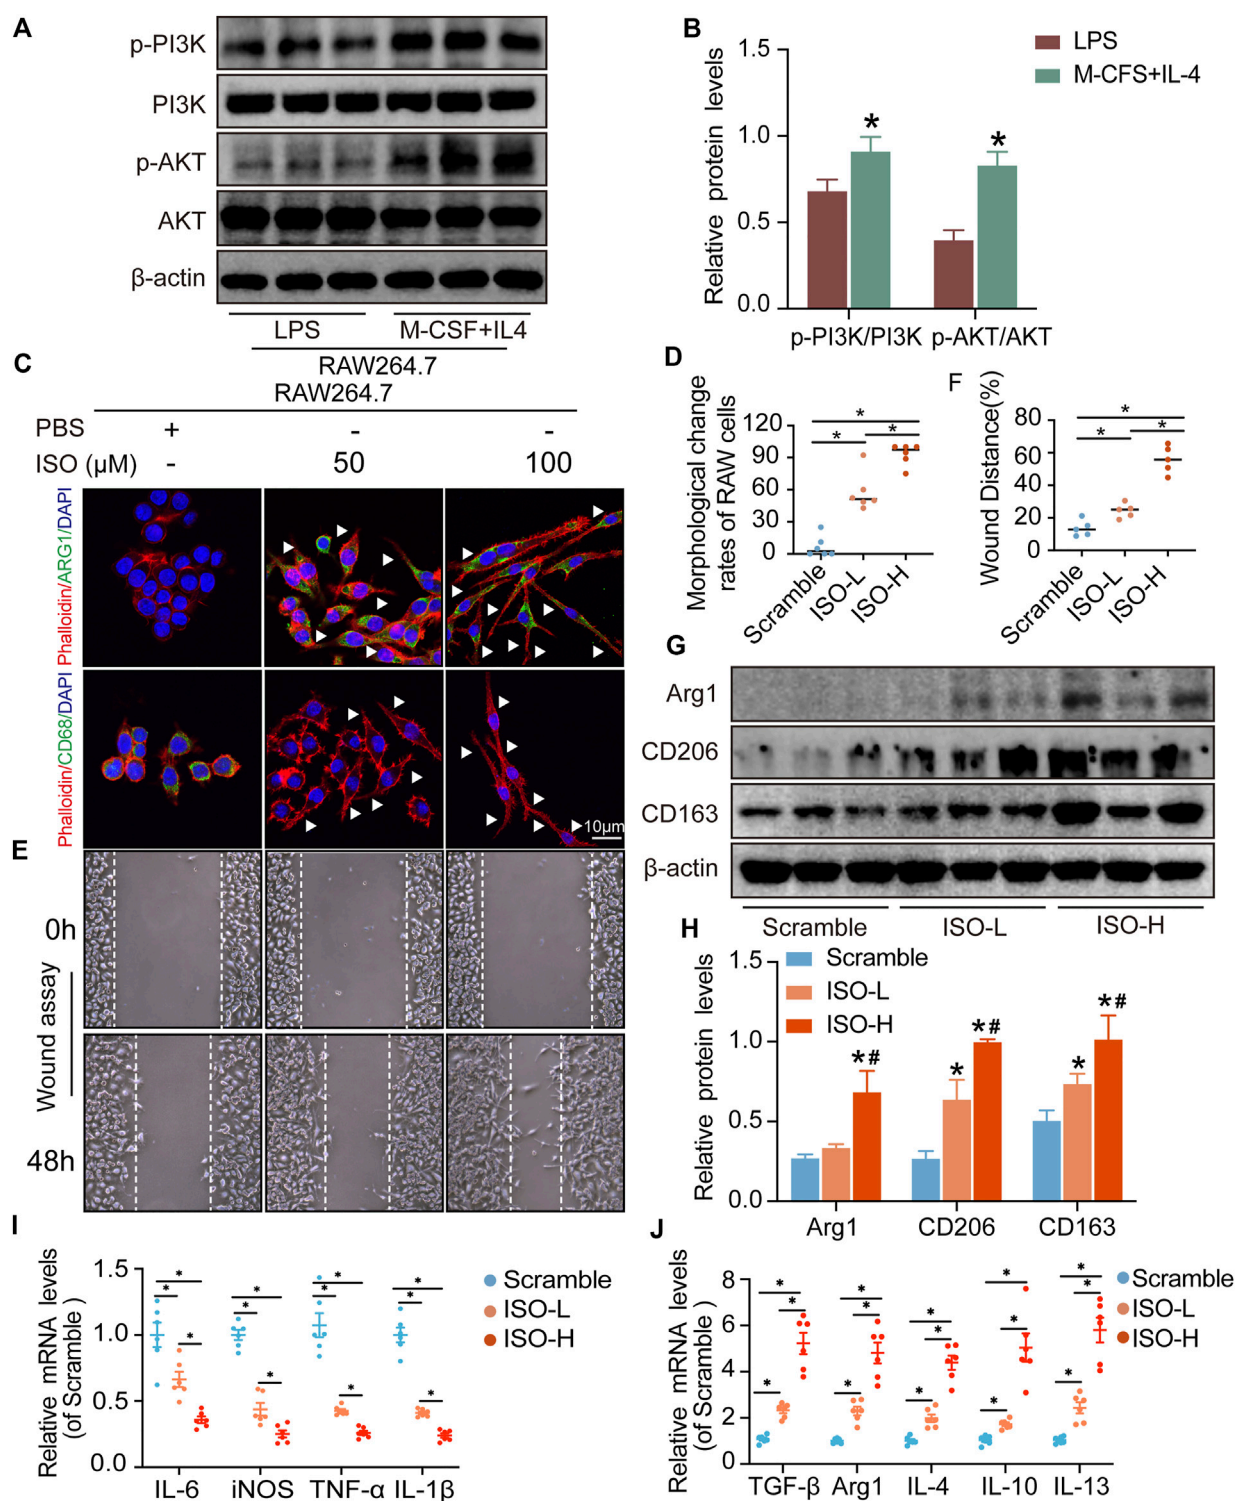 A
p-PI3K
PI3K
p-AKT
AKT
β-actin
LPS
M-CSF+IL4
RAW264.7
B
Relative protein levels
1.5
1.0
0.5
0.0
LPS
M-CFS+IL-4
*
*
p-PI3K/PI3K
p-AKT/AKT
C
RAW264.7
PBS + - -
ISO (μM) - 50 100
Phalloidin/ARG1/DAPI
Phalloidin/CD68/DAPI
10μm
D
Morphological change
rates of RAW cells
120
90
60
30
0
*
* *
Scramble
ISO-L
ISO-H
E
0h
Wound assay
48h
F
Wound Distance(%)
80
60
40
20
0
*
* *
Scramble
ISO-L
ISO-H
G
Arg1
CD206
CD163
β-actin
Scramble
ISO-L
ISO-H
H
Relative protein levels
1.5
1.0
0.5
0.0
Scramble
ISO-L
ISO-H
*#
* *#
* *#
Arg1
CD206
CD163
I
Relative mRNA levels
(of Scramble )
1.5
1.0
0.5
0.0
* * *
* * *
* * *
* * *
Scramble
ISO-L
ISO-H
IL-6
iNOS
TNF-α
IL-1β
J
Relative mRNA levels
(of Scramble )
8
6
4
2
0
* * *
* * *
* * *
* * *
* * *
Scramble
ISO-L
ISO-H
TGF-β
Arg1
IL-4
IL-10
IL-13